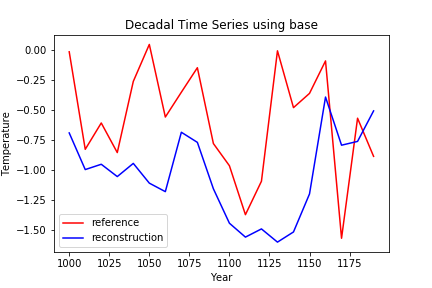 Decadal Time Series using base
0.00
−0.25
−0.50
−0.75
−1.00
−1.25
−1.50
Temperature
reference
reconstruction
1000 1025 1050 1075 1100 1125 1150 1175
Year